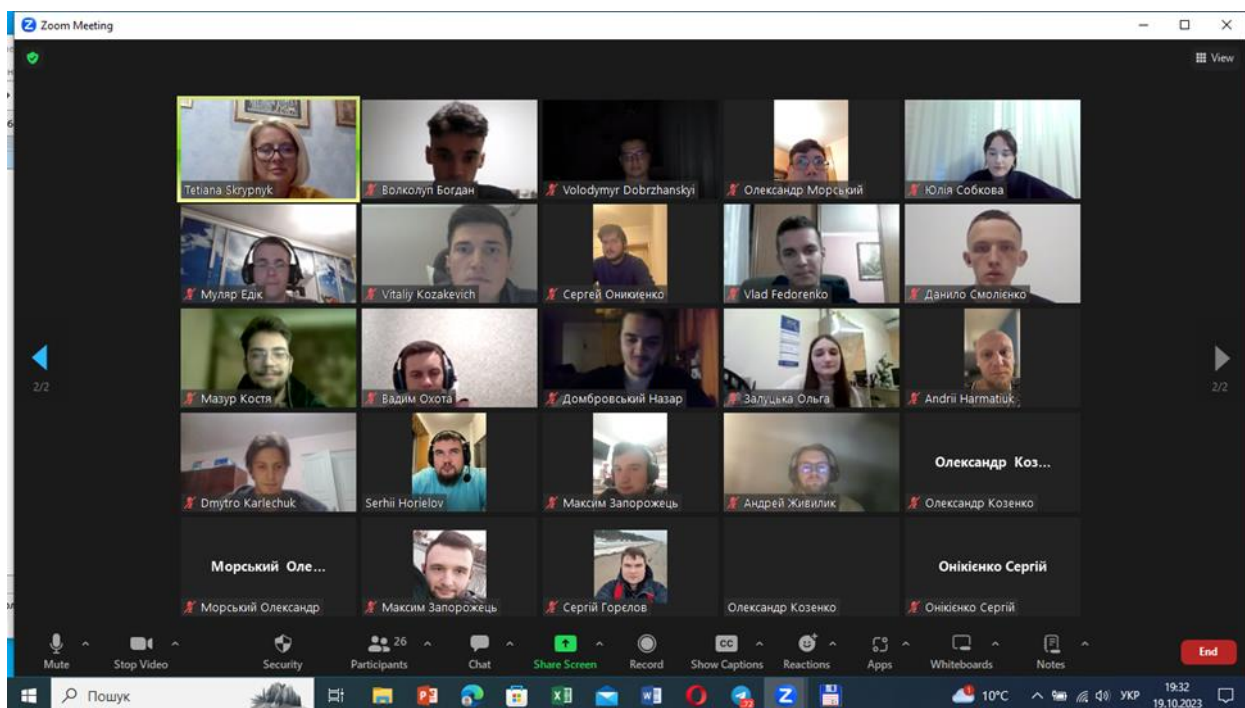 Zoom Meeting
View
Tetiana Skrypnyk
Волколуп Богдан
Volodymyr Dobrzhanskyi
Олександр Морський
Юлія Собкова
Муляр Едік
Vitaliy Kozakevich
Сергей Оникиенко
Vlad Fedorenko
Данило Смолієнко
Мазур Костя
Вадим Охота
Домбровський Назар
Залуцька Ольга
Andrii Harmatiuk
2/2
2/2
Олександр Коз...
Dmytro Karlechuk
Serhii Horielov
Максим Запорожець
Андрей Живилик
Олександр Козенко
Морський Оле...
Онікієнко Сергій
Морський Олександр
Максим Запорожець
Сергій Горєлов
Олександр Козенко
Онікієнко Сергій
26
Mute
Stop Video
Security
Participants
Chat
Share Screen
Record
Show Captions
Reactions
Apps
Whiteboards
Notes
End
Пошук
10°C
УКР
19:32
19.10.2023